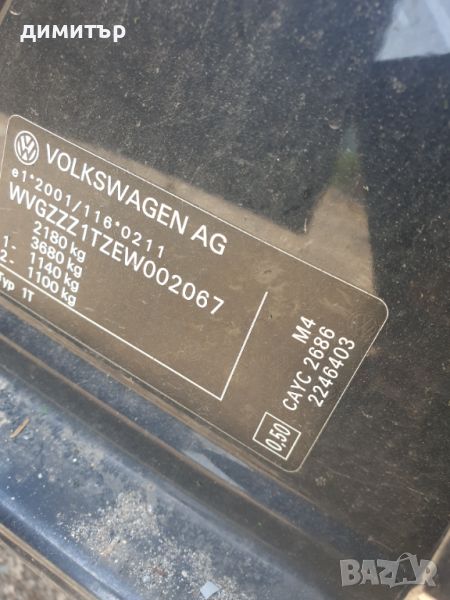 димитър
VOLKSWAGEN AG
e1*2001/116*0211
WVGZZZ1TZEW002067
2180 kg
3680 kg
1- 1140 kg
2- 1100 kg
Typ 1T
M4
CAYC 2686
2246403
0,50
BAZAR